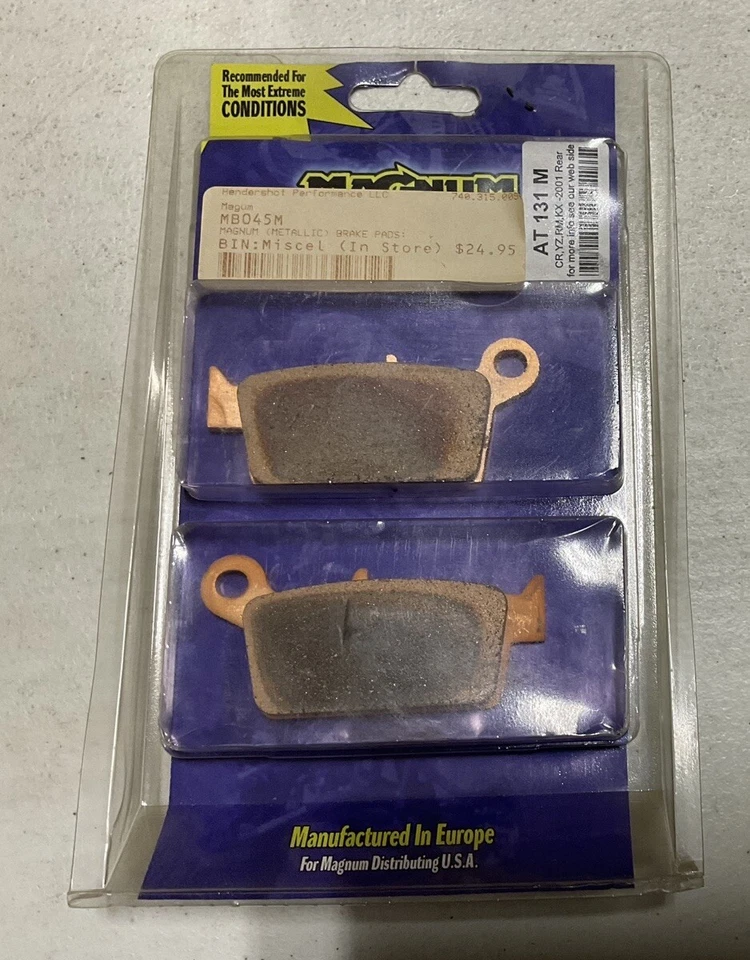 Recommended For
The Most Extreme
CONDITIONS
MAGNUM
Hendershot Performance LLC
Magum
MB045M
MAGNUM (METALLIC) BRAKE PADS:
BIN:Miscel (In Store) $24.95
AT 131 M
CR,YZ,RM,KX -2001 Rear
for more info see our web side
Manufactured In Europe
For Magnum Distributing U.S.A.